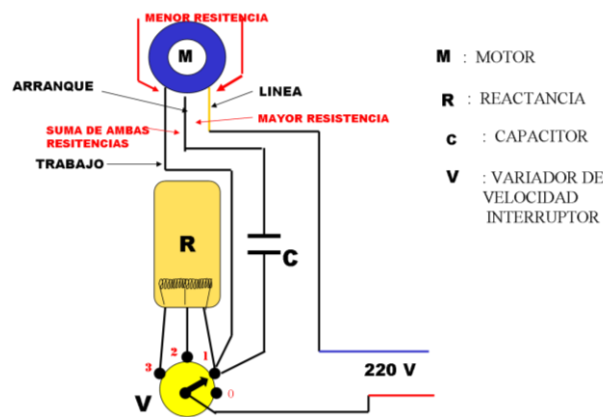 MENOR RESITENCIA
M
ARRANQUE
LINEA
SUMA DE AMBAS
RESITENCIAS
MAYOR RESISTENCIA
TRABAJO
R
C
3
2
1
0
V
220 V
M : MOTOR
R : REACTANCIA
C : CAPACITOR
V : VARIADOR DE
VELOCIDAD
INTERRUPTOR